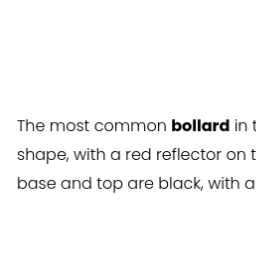 The most common bollard in
shape, with a red reflector on
base and top are black, with a